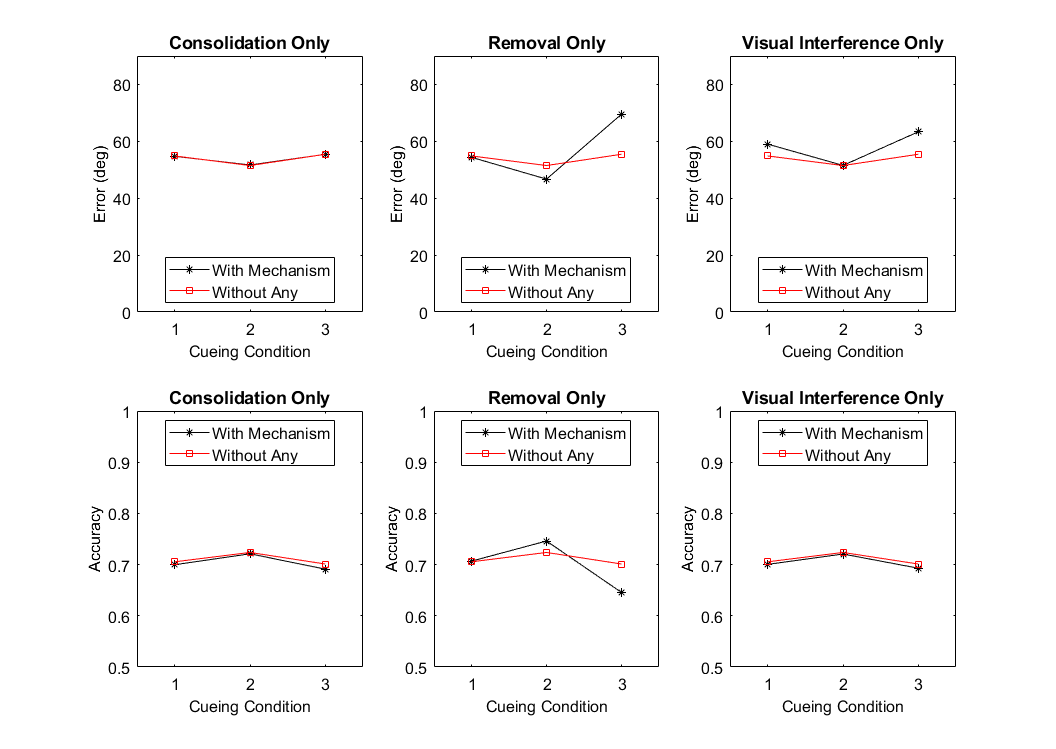 Consolidation Only
Removal Only
Visual Interference Only
Error (deg)
80
60
40
20
0
With Mechanism
Without Any
1 2 3
Cueing Condition
Error (deg)
80
60
40
20
0
With Mechanism
Without Any
1 2 3
Cueing Condition
Error (deg)
80
60
40
20
0
With Mechanism
Without Any
1 2 3
Cueing Condition
Consolidation Only
Removal Only
Visual Interference Only
Accuracy
1
0.9
0.8
0.7
0.6
0.5
With Mechanism
Without Any
1 2 3
Cueing Condition
Accuracy
1
0.9
0.8
0.7
0.6
0.5
With Mechanism
Without Any
1 2 3
Cueing Condition
Accuracy
1
0.9
0.8
0.7
0.6
0.5
With Mechanism
Without Any
1 2 3
Cueing Condition